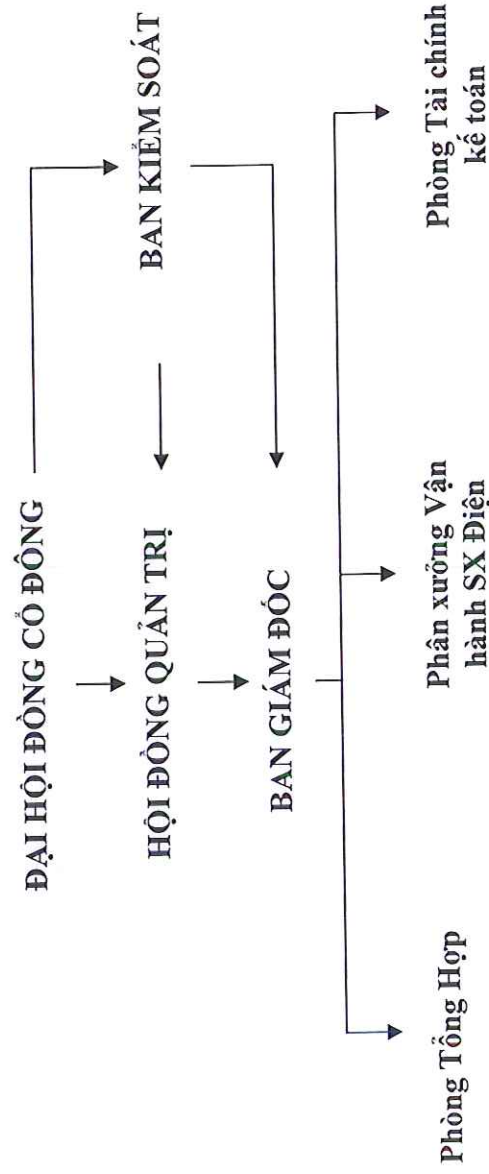 ĐẠI HỘI ĐỒNG CỔ ĐÔNG
HỘI ĐỒNG QUẢN TRỊ
BAN KIỂM SOÁT
BAN GIÁM ĐỐC
Phòng Tổng Hợp
Phân xưởng Vận
hành SX Điện
Phòng Tài chính
kế toán